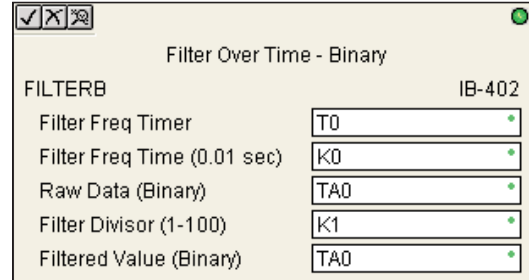 Filter Over Time - Binary
FILTERB IB-402
Filter Freq Timer T0
Filter Freq Time (0.01 sec) K0
Raw Data (Binary) TA0
Filter Divisor (1-100) K1
Filtered Value (Binary) TA0